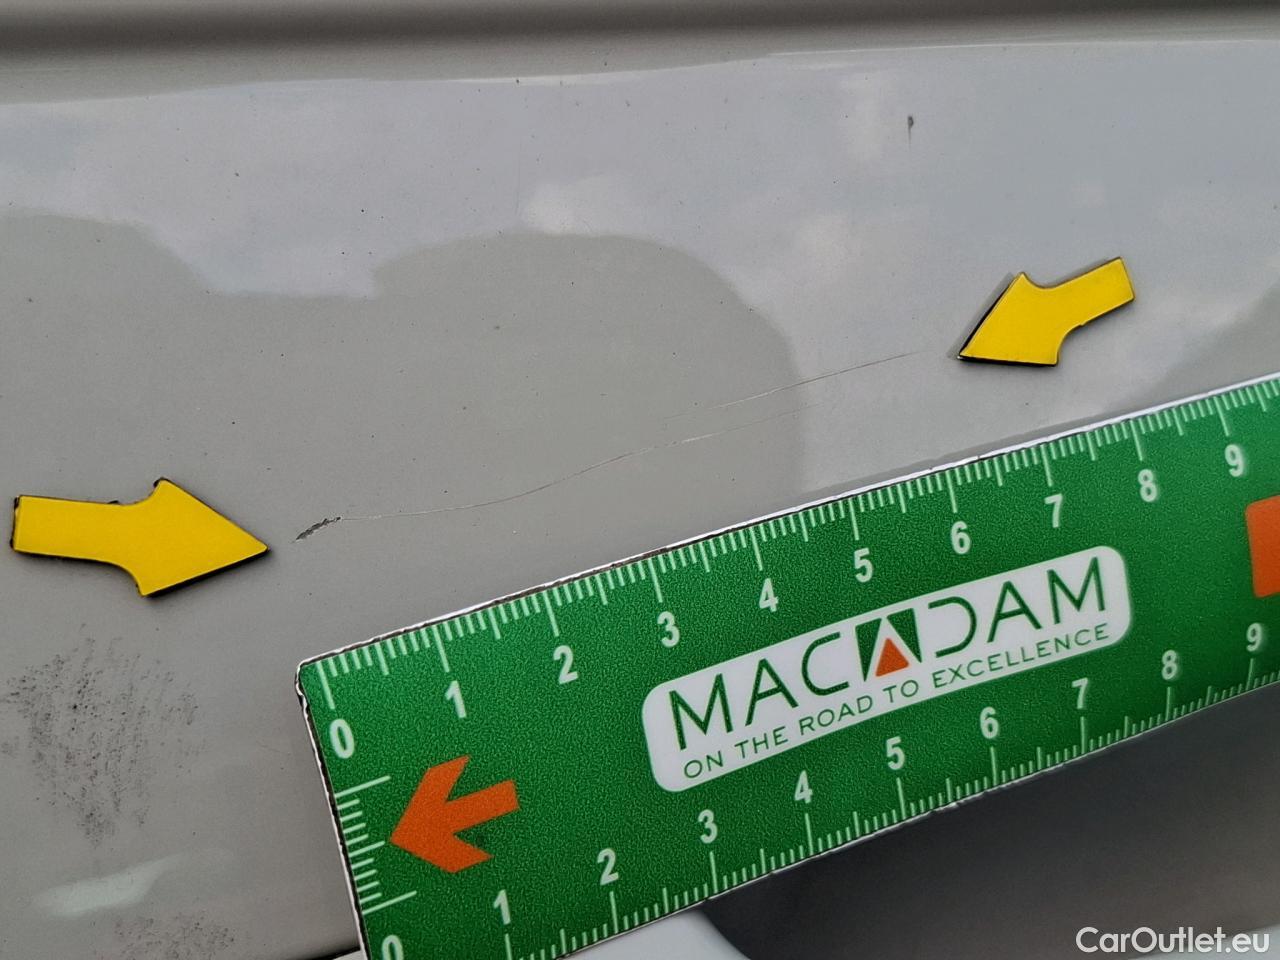 0 1 2 3 4 5 6 7 8 9
MACADAM
ON THE ROAD TO EXCELLENCE
0 1 2 3 4 5 6 7 8 9
CarOutlet.eu